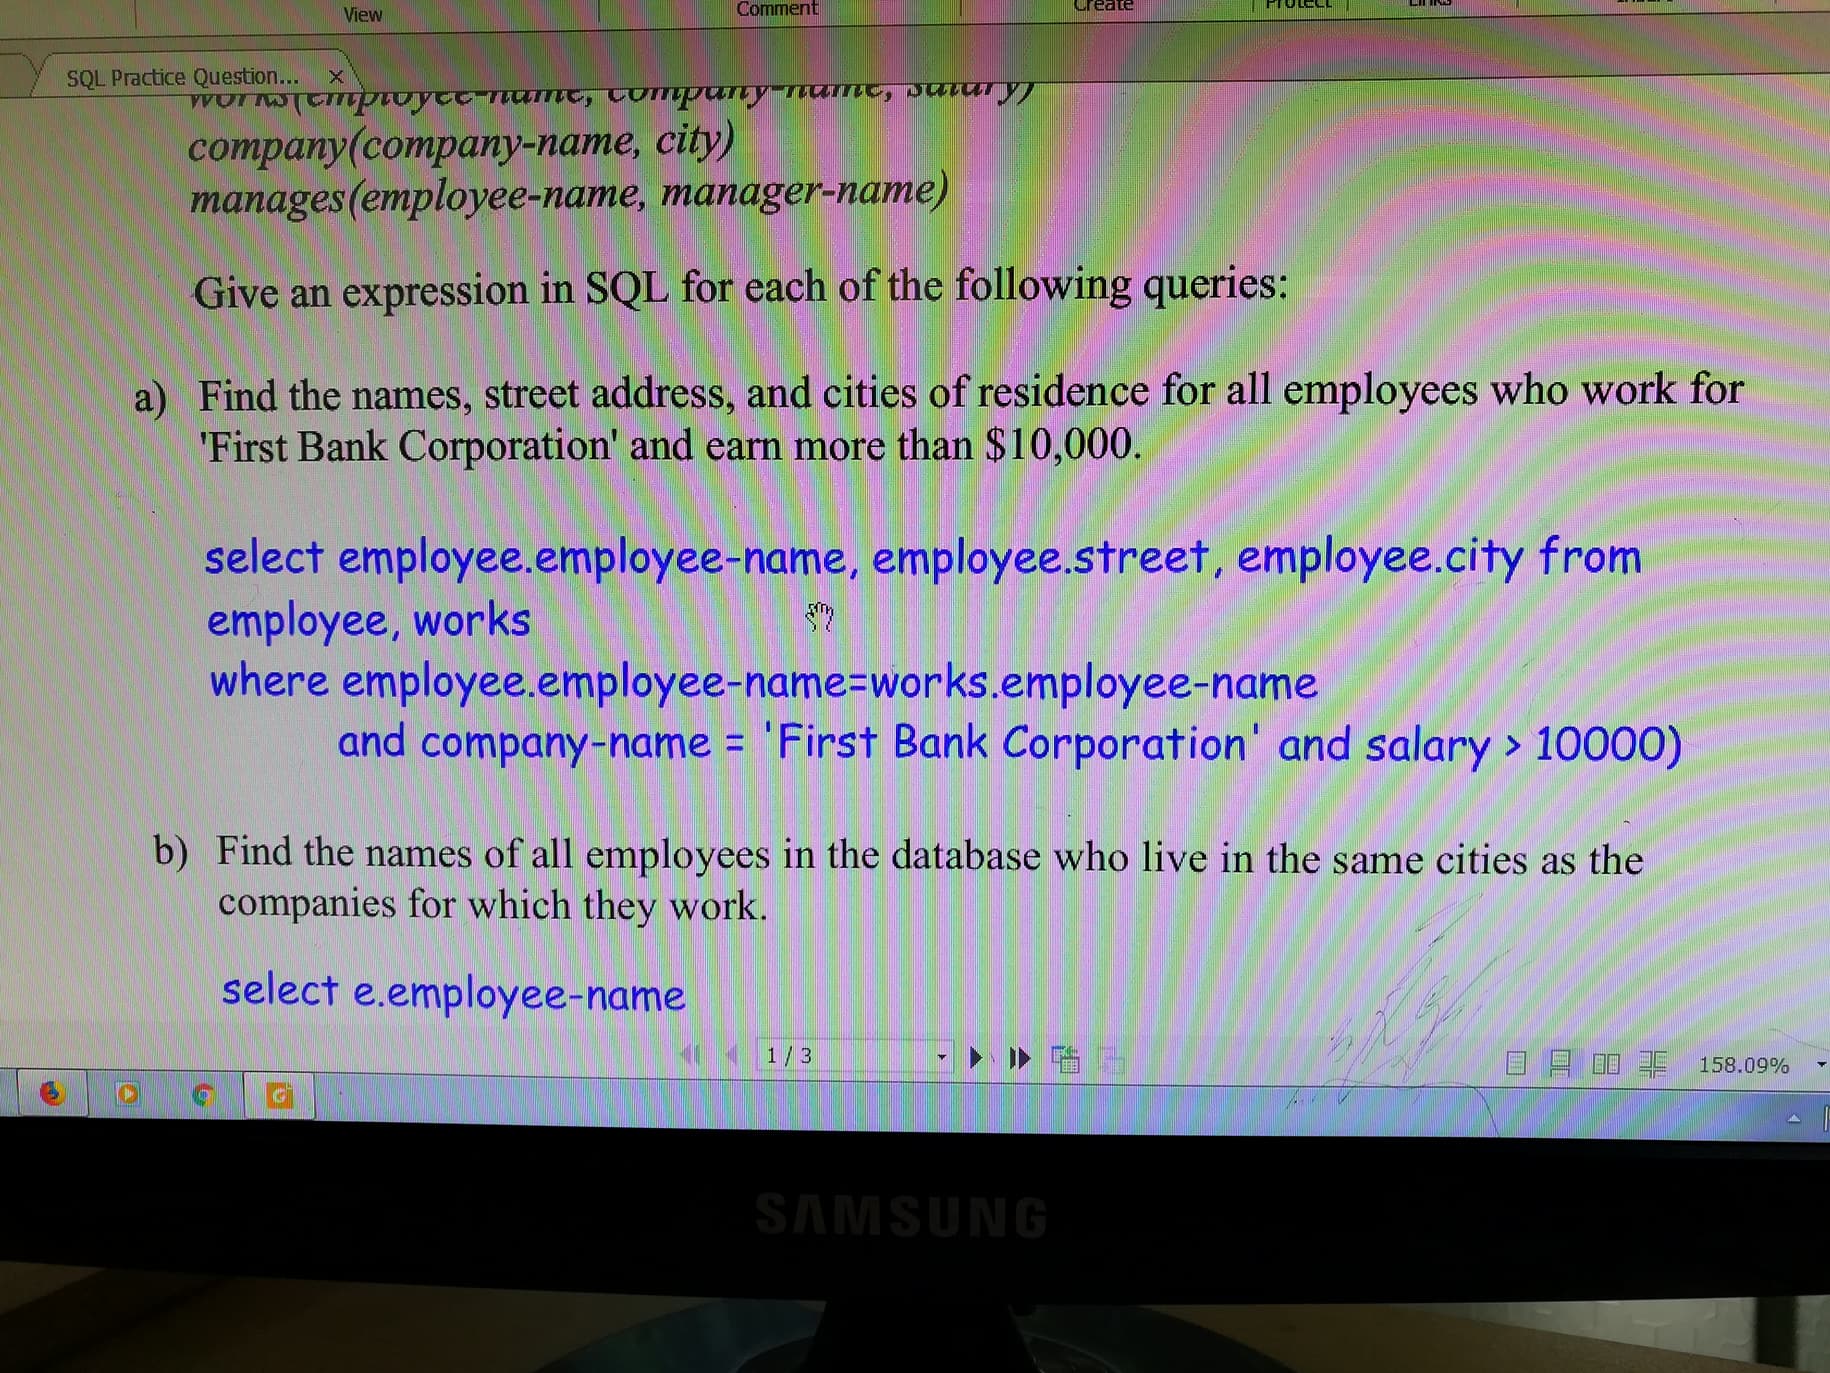 View
Comment
Create
Protect
Links
SQL Practice Question... X
works(employee-name, company-name, salary)
company(company-name, city)
manages(employee-name, manager-name)
Give an expression in SQL for each of the following queries:
a) Find the names, street address, and cities of residence for all employees who work for
'First Bank Corporation' and earn more than $10,000.
select employee.employee-name, employee.street, employee.city from
employee, works
where employee.employee-name=works.employee-name
and company-name = 'First Bank Corporation' and salary > 10000)
b) Find the names of all employees in the database who live in the same cities as the
companies for which they work.
select e.employee-name
1 / 3
158.09%
SAMSUNG